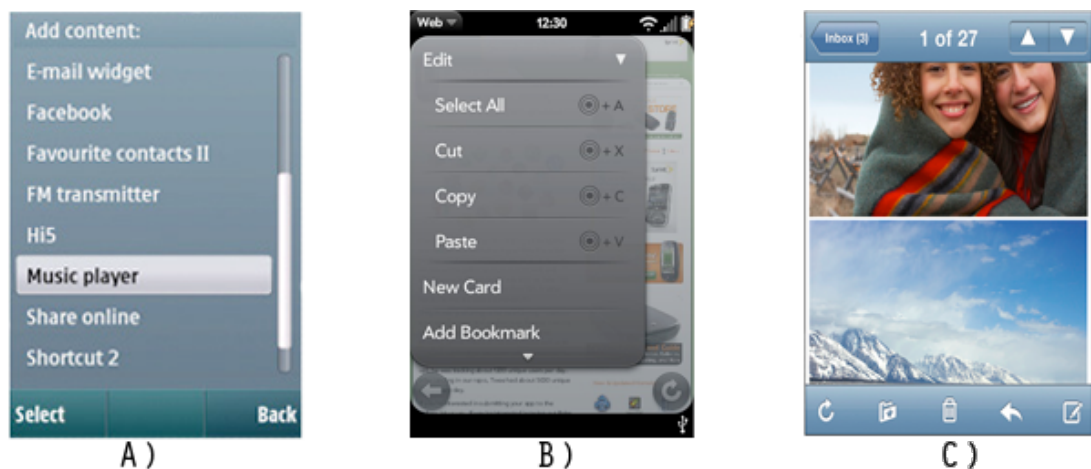 Add content:
E-mail widget
Facebook
Favourite contacts II
FM transmitter
Hi5
Music player
Share online
Shortcut 2
Select Back
A)
Web 12:30
Edit
Select All + A
Cut + X
Copy + C
Paste + V
New Card
Add Bookmark
B)
Inbox (3) 1 of 27
C)